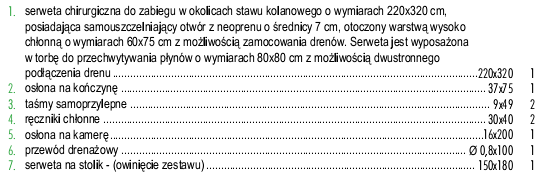 1. serweta chirurgiczna do zabiegu w okolicach stawu kolanowego o wymiarach 220x320 cm,
posiadająca samouszczelniający otwór z neoprenu o średnicy 7 cm, otoczony warstwą wysoko
chłonną o wymiarach 60x75 cm z możliwością zamocowania drenów. Serweta jest wyposażona
w torbę do przechwytywania płynów o wymiarach 80x80 cm z możliwością dwustronnego
podłączenia drenu ........................................ 220x320 1
2. osłona na kończynę ........................................ 37x75 1
3. taśmy samoprzylepne ........................................ 9x49 2
4. ręczniki chłonne ........................................ 30x40 2
5. osłona na kamerę ........................................ 16x200 1
6. przewód drenażowy ........................................ Ø 0,8x100 1
7. serweta na stolik - (owinięcie zestawu) ........................................ 150x180 1